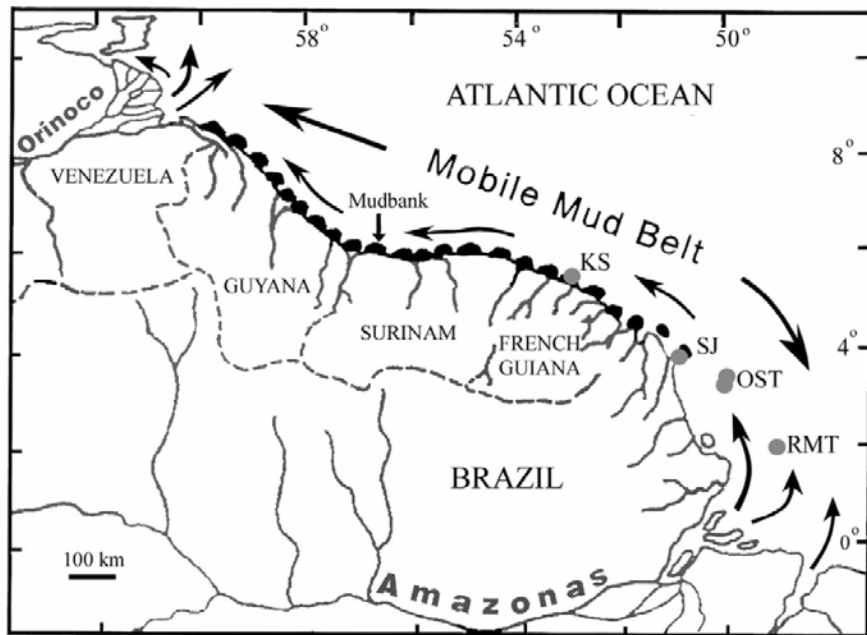 58°
54°
50°
ATLANTIC OCEAN
Orinoco
8°
VENEZUELA
Mobile Mud Belt
Mudbank
KS
GUYANA
SURINAM
FRENCH
GUIANA
SJ
4°
OST
RMT
BRAZIL
100 km
0°
Amazonas